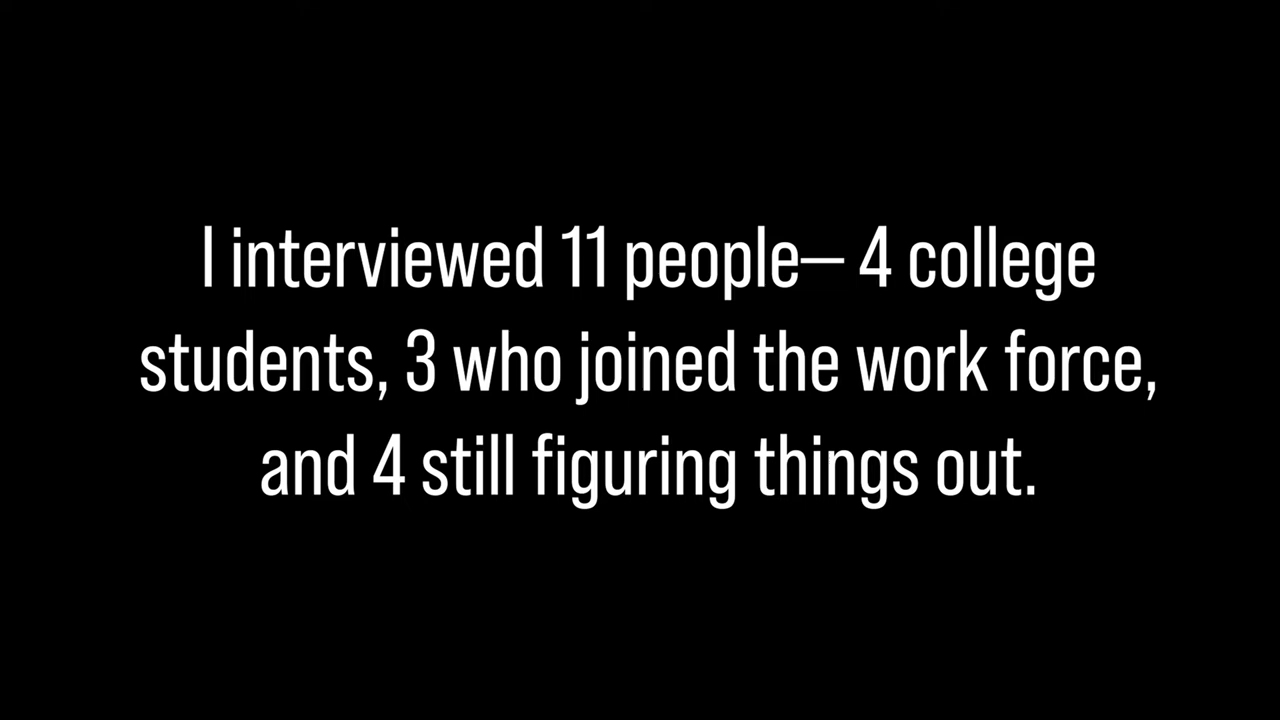 I interviewed 11 people— 4 college
students, 3 who joined the work force,
and 4 still figuring things out.